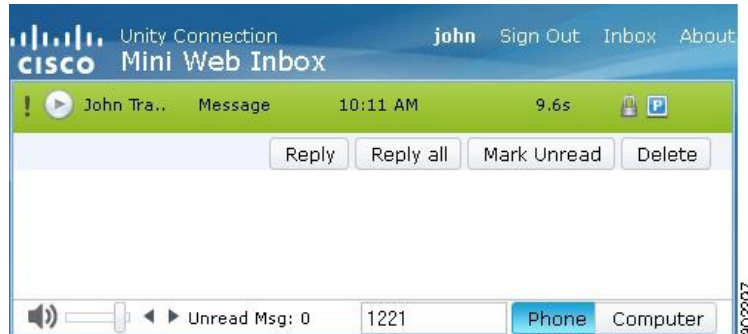 Unity Connection john Sign Out Inbox About
CISCO Mini Web Inbox
! John Tra.. Message 10:11 AM 9.6s P
Reply Reply all Mark Unread Delete
Unread Msg: 0 1221 Phone Computer